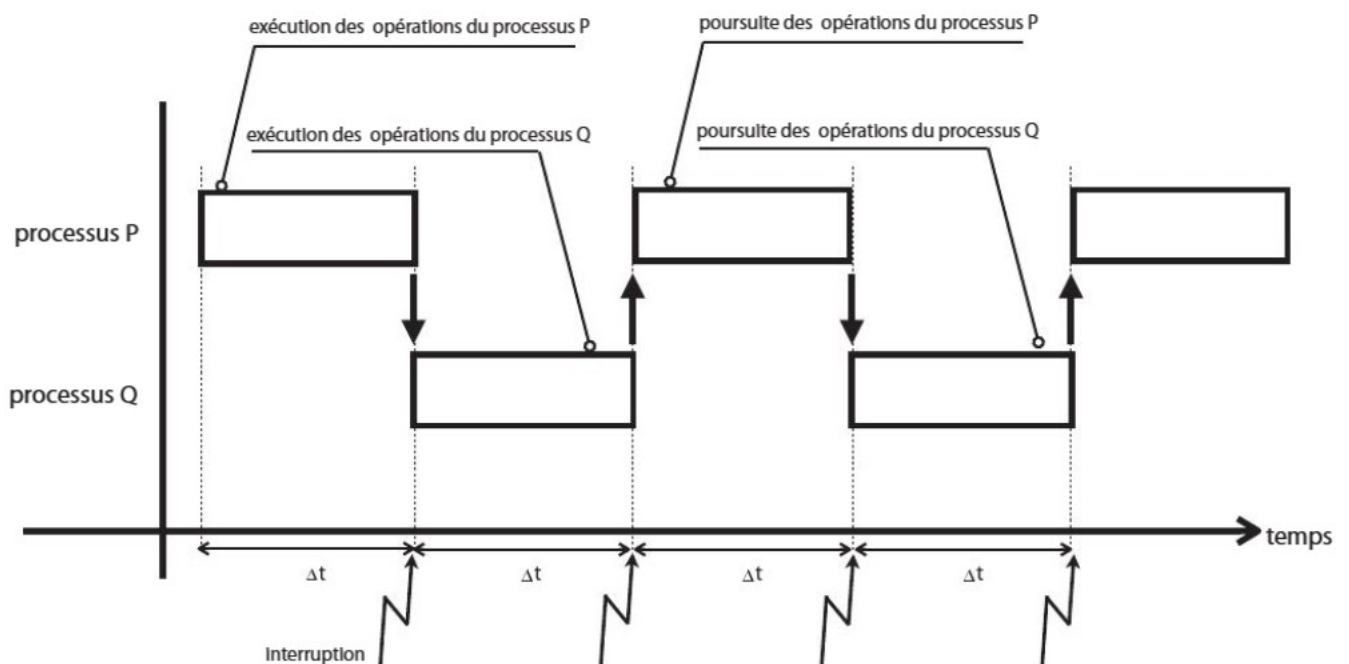 exécution des opérations du processus P
poursuite des opérations du processus P
exécution des opérations du processus Q
poursuite des opérations du processus Q
processus P
processus Q
temps
Δt
Δt
Δt
Δt
Interruption